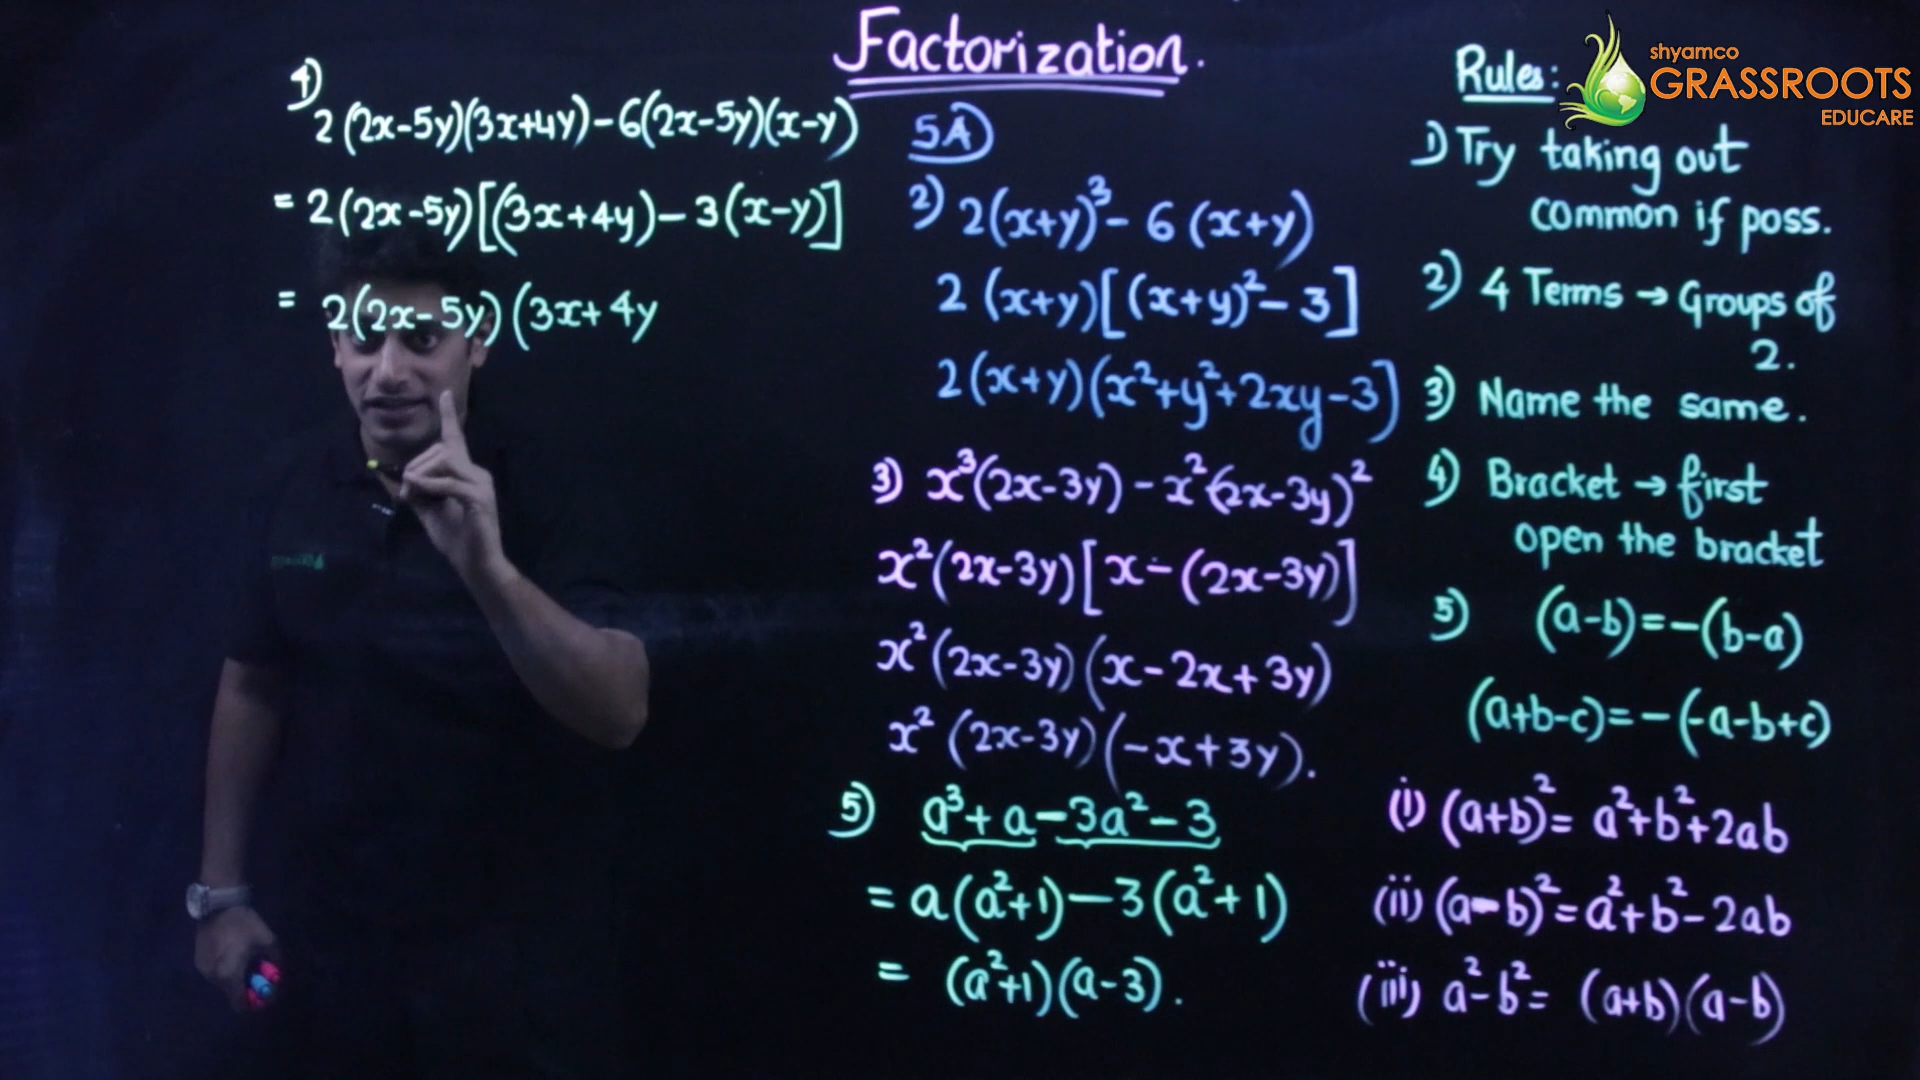 Factorization.
shyamco
GRASSROOTS
EDUCARE
4)
2(2x-5y)(3x+4y)-6(2x-5y)(x-y)
= 2(2x-5y)[(3x+4y)-3(x-y)]
= 2(2x-5y)(3x+4y
5A)
2) 2(x+y)³-6(x+y)
2(x+y)[(x+y)²-3]
2(x+y)(x²+y²+2xy-3]
3) x³(2x-3y)-x²(2x-3y)²
x²(2x-3y)[x-(2x-3y)]
x²(2x-3y)(x-2x+3y)
x²(2x-3y)(-x+3y).
5) a³+a-3a²-3
= a(a²+1)-3(a²+1)
= (a²+1)(a-3).
Rules:
1) Try taking out
common if poss.
2) 4 Terms → Groups of
2.
3) Name the same.
4) Bracket → first
open the bracket
5) (a-b)=-(b-a)
(a+b-c)=-(-a-b+c)
(i) (a+b)²= a²+b²+2ab
(ii) (a-b)²=a²+b²-2ab
(iii) a²-b²= (a+b)(a-b)